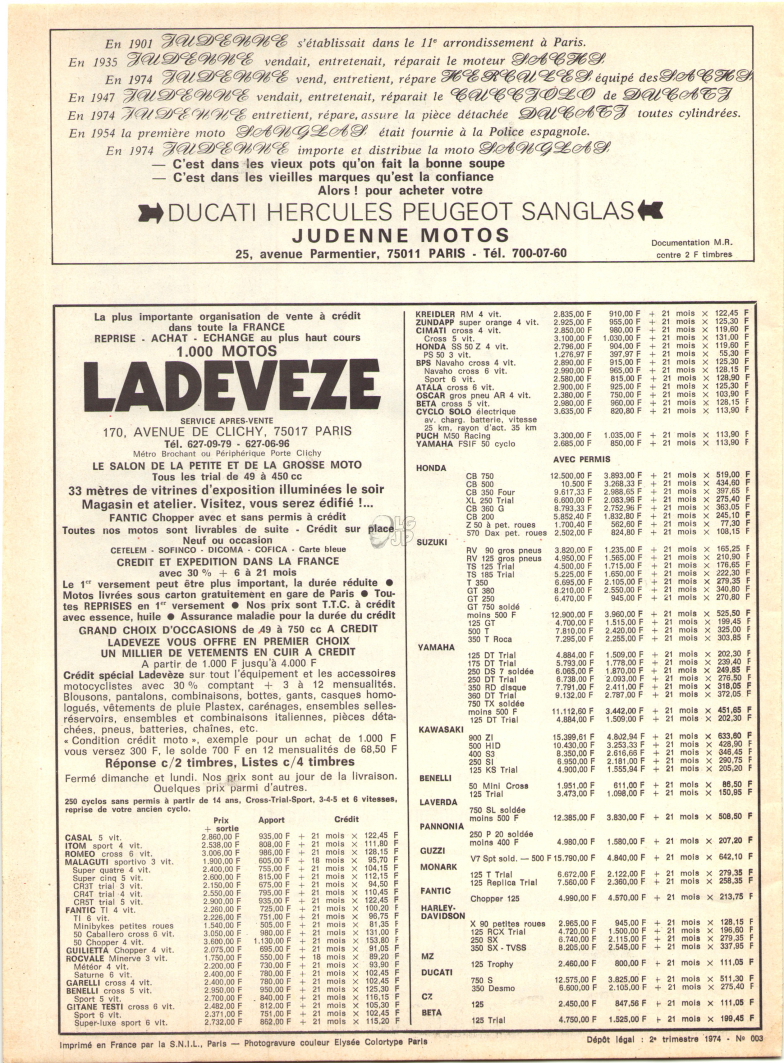 En 1901 JUDENNE s'établissait dans le 11e arrondissement à Paris.
En 1935 JUDENNE vendait, entretenait, réparait le moteur SACHS.
En 1974 JUDENNE vend, entretient, répare HERCULES équipé des SACHS
En 1947 JUDENNE vendait, entretenait, réparait le CUCCIOLO de DUCATI
En 1974 JUDENNE entretient, répare, assure la pièce détachée DUCATI toutes cylindrées.
En 1954 la première moto SANGLAS était fournie à la Police espagnole.
En 1974 JUDENNE importe et distribue la moto SANGLAS
— C'est dans les vieux pots qu'on fait la bonne soupe
— C'est dans les vieilles marques qu'est la confiance
Alors ! pour acheter votre
DUCATI HERCULES PEUGEOT SANGLAS
JUDENNE MOTOS
25, avenue Parmentier, 75011 PARIS - Tél. 700-07-60
Documentation M.R.
contre 2 F timbres
La plus importante organisation de vente à crédit
dans toute la FRANCE
REPRISE - ACHAT - ECHANGE au plus haut cours
1.000 MOTOS
LADEVEZE
SERVICE APRES-VENTE
170, AVENUE DE CLICHY, 75017 PARIS
Tél. 627-09-79 - 627-06-96
Métro Brochant ou Périphérique Porte Clichy
LE SALON DE LA PETITE ET DE LA GROSSE MOTO
Tous les trial de 49 à 450 cc
33 mètres de vitrines d'exposition illuminées le soir
Magasin et atelier. Visitez, vous serez édifié !...
FANTIC Chopper avec et sans permis à crédit
Toutes nos motos sont livrables de suite - Crédit sur place
Neuf ou occasion
CETELEM - SOFINCO - DICOMA - COFICA - Carte bleue
CREDIT ET EXPEDITION DANS LA FRANCE
avec 30 % + 6 à 21 mois
Le 1er versement peut être plus important, la durée réduite ●
Motos livrées sous carton gratuitement en gare de Paris ● Tou-
tes REPRISES en 1er versement ● Nos prix sont T.T.C. à crédit
avec essence, huile ● Assurance maladie pour la durée du crédit
GRAND CHOIX D'OCCASIONS de 49 à 750 cc A CREDIT
LADEVEZE VOUS OFFRE EN PREMIER CHOIX
UN MILLIER DE VETEMENTS EN CUIR A CREDIT
A partir de 1.000 F jusqu'à 4.000 F
Crédit spécial Ladevèze sur tout l'équipement et les accessoires
motocyclistes avec 30 % comptant + 3 à 12 mensualités.
Blousons, pantalons, combinaisons, bottes, gants, casques homo-
logués, vêtements de pluie Plastex, carénages, ensembles selles-
réservoirs, ensembles et combinaisons italiennes, pièces déta-
chées, pneus, batteries, chaînes, etc.
« Condition crédit moto », exemple pour un achat de 1.000 F
vous versez 300 F, le solde 700 F en 12 mensualités de 68,50 F
Réponse c/2 timbres, Listes c/4 timbres
Fermé dimanche et lundi. Nos prix sont au jour de la livraison.
Quelques prix parmi d'autres.
250 cyclos sans permis à partir de 14 ans, Cross-Trial-Sport, 3-4-5 et 6 vitesses,
reprise de votre ancien cyclo.
Prix + sortie Apport Crédit
CASAL 5 vit. 2.860,00 F 935,00 F + 21 mois × 122,45 F
ITOM sport 4 vit. 2.538,00 F 808,00 F + 21 mois × 111,80 F
ROMEO cross 6 vit. 3.006,00 F 986,00 F + 21 mois × 128,15 F
MALAGUTI sportivo 3 vit. 1.900,00 F 605,00 F + 18 mois × 95,70 F
Super quatre 4 vit. 2.400,00 F 755,00 F + 21 mois × 104,15 F
Super cinq 5 vit. 2.600,00 F 815,00 F + 21 mois × 112,15 F
CR3T trial 3 vit. 2.150,00 F 675,00 F + 21 mois × 94,50 F
CR4T trial 4 vit. 2.550,00 F 795,00 F + 21 mois × 110,45 F
CR5T trial 5 vit. 2.900,00 F 935,00 F + 21 mois × 122,45 F
FANTIC TI 4 vit. 2.260,00 F 725,00 F + 21 mois × 100,20 F
TI 6 vit. 2.226,00 F 751,00 F + 21 mois × 96,75 F
Minibykes petites roues 1.540,00 F 505,00 F + 21 mois × 81,35 F
50 Caballero cross 6 vit. 3.050,00 F 980,00 F + 21 mois × 131,00 F
50 Chopper 4 vit. 3.600,00 F 1.130,00 F + 21 mois × 153,80 F
GUILIETTA Chopper 4 vit. 2.075,00 F 695,00 F + 21 mois × 91,05 F
ROCVALE Minerve 3 vit. 1.750,00 F 550,00 F + 18 mois × 89,20 F
Météor 4 vit. 2.200,00 F 730,00 F + 21 mois × 93,90 F
Saturne 6 vit. 2.400,00 F 780,00 F + 21 mois × 102,45 F
GARELLI cross 4 vit. 2.400,00 F 780,00 F + 21 mois × 102,45 F
BENELLI cross 5 vit. 2.950,00 F 950,00 F + 21 mois × 125,30 F
Sport 5 vit. 2.700,00 F 840,00 F + 21 mois × 116,15 F
GITANE TESTI cross 6 vit. 2.482,00 F 812,00 F + 21 mois × 105,30 F
Sport 6 vit. 2.371,00 F 751,00 F + 21 mois × 102,45 F
Super-luxe sport 6 vit. 2.732,00 F 862,00 F + 21 mois × 115,20 F
KREIDLER RM 4 vit. 2.835,00 F 910,00 F + 21 mois × 122,45 F
ZUNDAPP super orange 4 vit. 2.925,00 F 955,00 F + 21 mois × 125,30 F
CIMATI cross 4 vit. 2.850,00 F 980,00 F + 21 mois × 119,60 F
Cross 5 vit. 3.100,00 F 1.030,00 F + 21 mois × 131,00 F
HONDA SS 50 Z 4 vit. 2.796,00 F 904,00 F + 21 mois × 119,60 F
PS 50 3 vit. 1.276,97 F 397,97 F + 21 mois × 55,30 F
BPS Navaho cross 4 vit. 2.890,00 F 915,00 F + 21 mois × 125,30 F
Navaho cross 6 vit. 2.990,00 F 965,00 F + 21 mois × 128,15 F
Sport 6 vit. 2.580,00 F 815,00 F + 21 mois × 128,90 F
ATALA cross 6 vit. 2.900,00 F 925,00 F + 21 mois × 125,30 F
OSCAR gros pneu AR 4 vit. 2.380,00 F 750,00 F + 21 mois × 103,90 F
BETA cross 5 vit. 2.980,00 F 960,00 F + 21 mois × 128,15 F
CYCLO SOLO électrique 3.635,00 F 820,80 F + 21 mois × 113,90 F
av. charg. batterie, vitesse
25 km. rayon d'act. 35 km
PUCH M50 Racing 3.300,00 F 1.035,00 F + 21 mois × 113,90 F
YAMAHA FSIF 50 cyclo 2.685,00 F 850,00 F + 21 mois × 113,90 F
AVEC PERMIS
HONDA
CB 750 12.500,00 F 3.893,00 F + 21 mois × 519,00 F
CB 500 10.500 F 3.268,33 F + 21 mois × 434,60 F
CB 350 Four 9.617,33 F 2.988,65 F + 21 mois × 397,65 F
XL 250 Trial 6.600,00 F 2.083,96 F + 21 mois × 275,40 F
CB 360 G 8.793,33 F 2.752,96 F + 21 mois × 363,05 F
CB 200 5.852,40 F 1.832,80 F + 21 mois × 245,10 F
Z 50 à pet. roues 1.700,40 F 562,60 F + 21 mois × 77,30 F
570 Dax pet. roues 2.502,00 F 824,80 F + 21 mois × 108,15 F
SUZUKI
RV 90 gros pneus 3.820,00 F 1.235,00 F + 21 mois × 165,25 F
RV 125 gros pneus 4.950,00 F 1.565,00 F + 21 mois × 210,90 F
TS 125 Trial 4.500,00 F 1.715,00 F + 21 mois × 176,65 F
TS 185 Trial 5.225,00 F 1.650,00 F + 21 mois × 222,30 F
T 350 6.695,00 F 2.105,00 F + 21 mois × 279,35 F
GT 380 8.210,00 F 2.550,00 F + 21 mois × 340,80 F
GT 250 6.470,00 F 945,00 F + 21 mois × 270,80 F
GT 750 soldé
moins 500 F 12.900,00 F 3.960,00 F + 21 mois × 525,50 F
125 GT 4.700,00 F 1.515,00 F + 21 mois × 199,45 F
500 T 7.810,00 F 2.420,00 F + 21 mois × 325,00 F
350 T Roca 7.295,00 F 2.255,00 F + 21 mois × 303,85 F
YAMAHA
125 DT Trial 4.884,00 F 1.509,00 F + 21 mois × 202,30 F
175 DT Trial 5.793,00 F 1.778,00 F + 21 mois × 239,40 F
250 DS 7 soldée 6.065,00 F 1.870,00 F + 21 mois × 249,85 F
250 DT Trial 6.738,00 F 2.093,00 F + 21 mois × 276,50 F
350 RD disque 7.791,00 F 2.411,00 F + 21 mois × 318,05 F
360 DT Trial 9.132,00 F 2.787,00 F + 21 mois × 372,05 F
750 TX soldée
moins 500 F 11.112,60 F 3.442,00 F + 21 mois × 451,65 F
125 DT Trial 4.884,00 F 1.509,00 F + 21 mois × 202,30 F
KAWASAKI
900 ZI 15.399,61 F 4.802,94 F + 21 mois × 633,60 F
500 HID 10.430,00 F 3.253,33 F + 21 mois × 428,90 F
400 S3 8.350,00 F 2.616,66 F + 21 mois × 346,45 F
250 SI 6.950,00 F 2.181,00 F + 21 mois × 290,75 F
125 KS Trial 4.900,00 F 1.555,94 F + 21 mois × 205,20 F
BENELLI
50 Mini Cross 1.951,00 F 611,00 F + 21 mois × 86,50 F
125 Trial 3.473,00 F 1.098,00 F + 21 mois × 150,95 F
LAVERDA
750 SL soldée
moins 500 F 12.385,00 F 3.830,00 F + 21 mois × 508,50 F
PANNONIA
250 P 20 soldée
moins 400 F 4.980,00 F 1.580,00 F + 21 mois × 207,20 F
GUZZI
V7 Spt sold. — 500 F 15.790,00 F 4.840,00 F + 21 mois × 642,10 F
MONARK
125 T Trial 6.672,00 F 2.122,00 F + 21 mois × 279,35 F
125 Replica Trial 7.560,00 F 2.360,00 F + 21 mois × 258,35 F
FANTIC
Chopper 125 4.990,00 F 4.570,00 F + 21 mois × 213,75 F
HARLEY-
DAVIDSON
X 90 petites roues 2.965,00 F 945,00 F + 21 mois × 128,15 F
125 RCX Trial 4.720,00 F 1.500,00 F + 21 mois × 196,60 F
250 SX 6.740,00 F 2.115,00 F + 21 mois × 279,35 F
350 SX - TVSS 8.205,00 F 2.545,00 F + 21 mois × 337,95 F
MZ
125 Trophy 2.460,00 F 800,00 F + 21 mois × 111,05 F
DUCATI
750 S 12.575,00 F 3.825,00 F + 21 mois × 511,30 F
350 Desmo 6.600,00 F 2.105,00 F + 21 mois × 275,40 F
CZ
125 2.450,00 F 847,56 F + 21 mois × 111,05 F
BETA
125 Trial 4.750,00 F 1.525,00 F + 21 mois × 199,45 F
Imprimé en France par la S.N.I.L., Paris — Photogravure couleur Elysée Colortype Paris
Dépôt légal : 2e trimestre 1974 - No 003